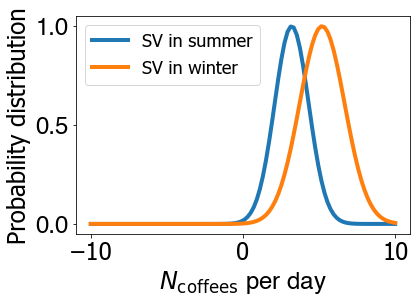 Probability distribution
1.0
0.5
0.0
SV in summer
SV in winter
−10
0
10
N_coffees per day